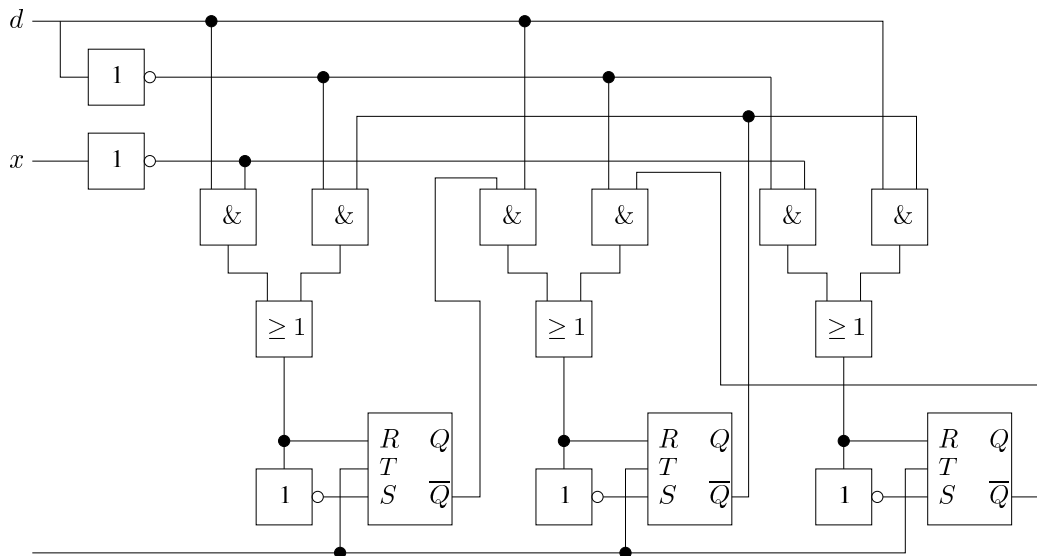 d
1
x
1
& & & & & &
≥ 1 ≥ 1 ≥ 1
R Q R Q R Q
T T T
1 S Q̅ 1 S Q̅ 1 S Q̅